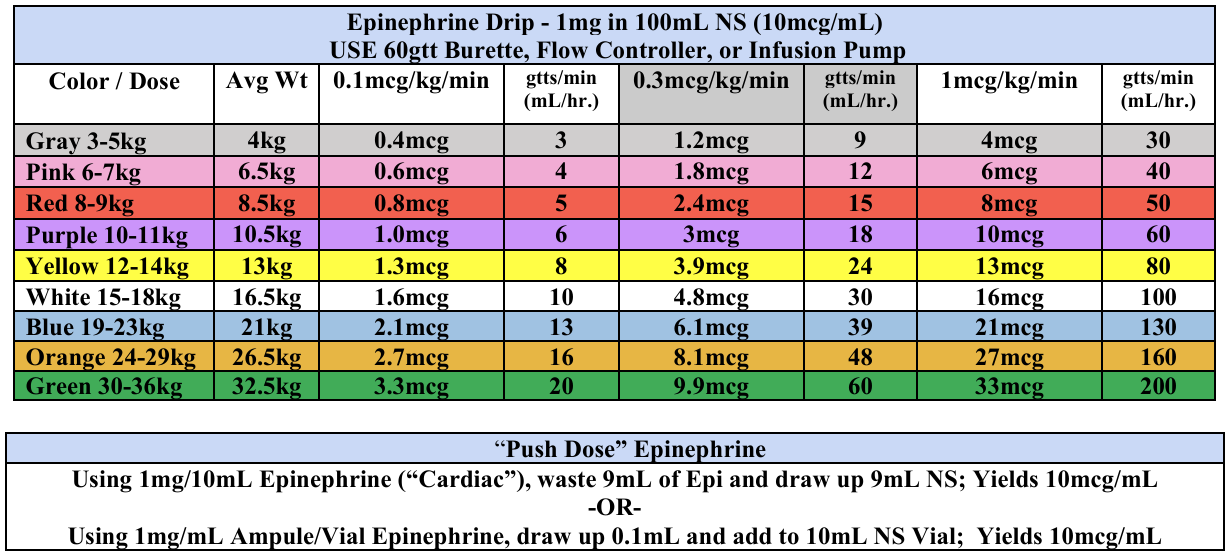 Epinephrine Drip - 1mg in 100mL NS (10mcg/mL)
USE 60gtt Burette, Flow Controller, or Infusion Pump
Color / Dose Avg Wt 0.1mcg/kg/min gtts/min (mL/hr.) 0.3mcg/kg/min gtts/min (mL/hr.) 1mcg/kg/min gtts/min (mL/hr.)
Gray 3-5kg 4kg 0.4mcg 3 1.2mcg 9 4mcg 30
Pink 6-7kg 6.5kg 0.6mcg 4 1.8mcg 12 6mcg 40
Red 8-9kg 8.5kg 0.8mcg 5 2.4mcg 15 8mcg 50
Purple 10-11kg 10.5kg 1.0mcg 6 3mcg 18 10mcg 60
Yellow 12-14kg 13kg 1.3mcg 8 3.9mcg 24 13mcg 80
White 15-18kg 16.5kg 1.6mcg 10 4.8mcg 30 16mcg 100
Blue 19-23kg 21kg 2.1mcg 13 6.1mcg 39 21mcg 130
Orange 24-29kg 26.5kg 2.7mcg 16 8.1mcg 48 27mcg 160
Green 30-36kg 32.5kg 3.3mcg 20 9.9mcg 60 33mcg 200
“Push Dose” Epinephrine
Using 1mg/10mL Epinephrine (“Cardiac”), waste 9mL of Epi and draw up 9mL NS; Yields 10mcg/mL
-OR-
Using 1mg/mL Ampule/Vial Epinephrine, draw up 0.1mL and add to 10mL NS Vial; Yields 10mcg/mL